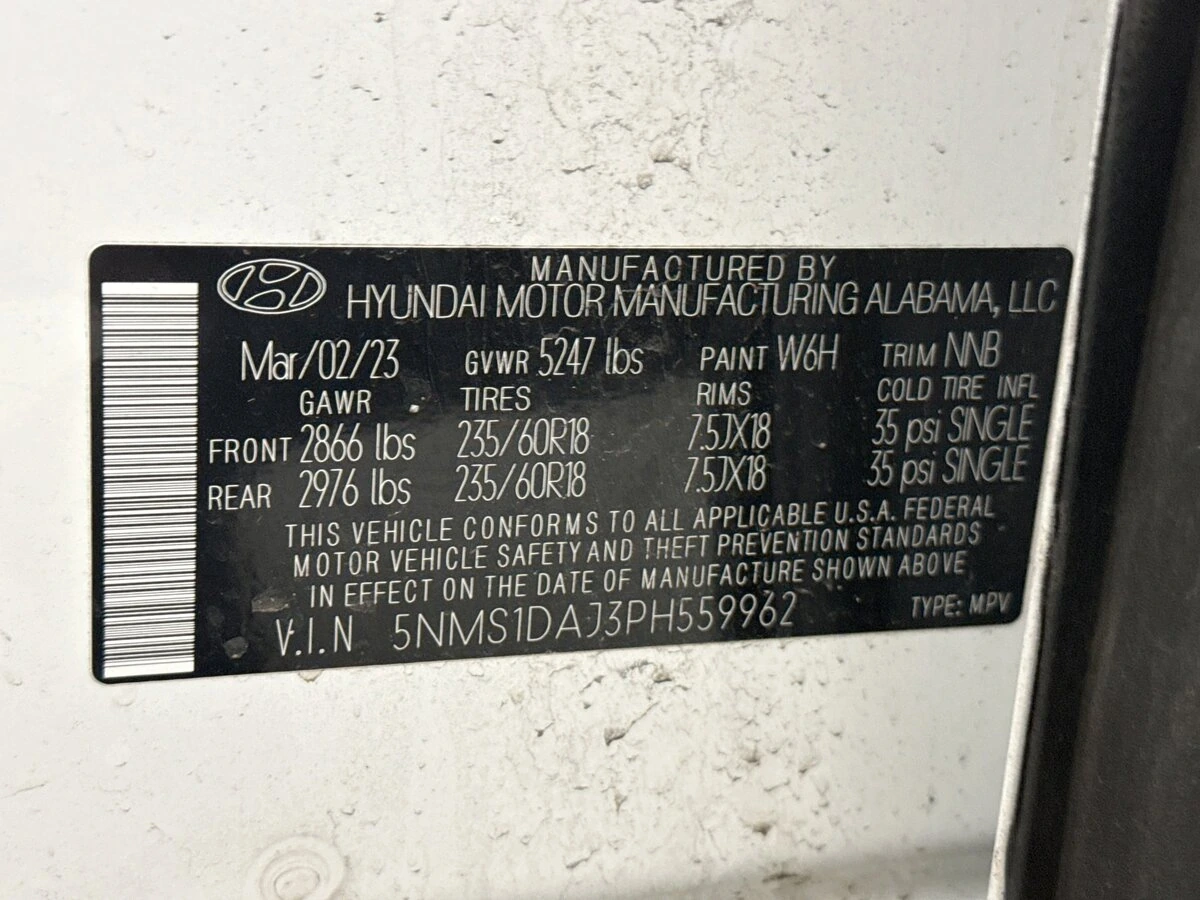 MANUFACTURED BY
HYUNDAI MOTOR MANUFACTURING ALABAMA, LLC
Mar/02/23 GVWR 5247 lbs PAINT W6H TRIM NNB
GAWR TIRES RIMS COLD TIRE INFL
FRONT 2866 lbs 235/60R18 7.5JX18 35 psi SINGLE
REAR 2976 lbs 235/60R18 7.5JX18 35 psi SINGLE
THIS VEHICLE CONFORMS TO ALL APPLICABLE U.S.A. FEDERAL
MOTOR VEHICLE SAFETY AND THEFT PREVENTION STANDARDS
IN EFFECT ON THE DATE OF MANUFACTURE SHOWN ABOVE
V.I.N 5NMS1DAJ3PH559962 TYPE: MPV